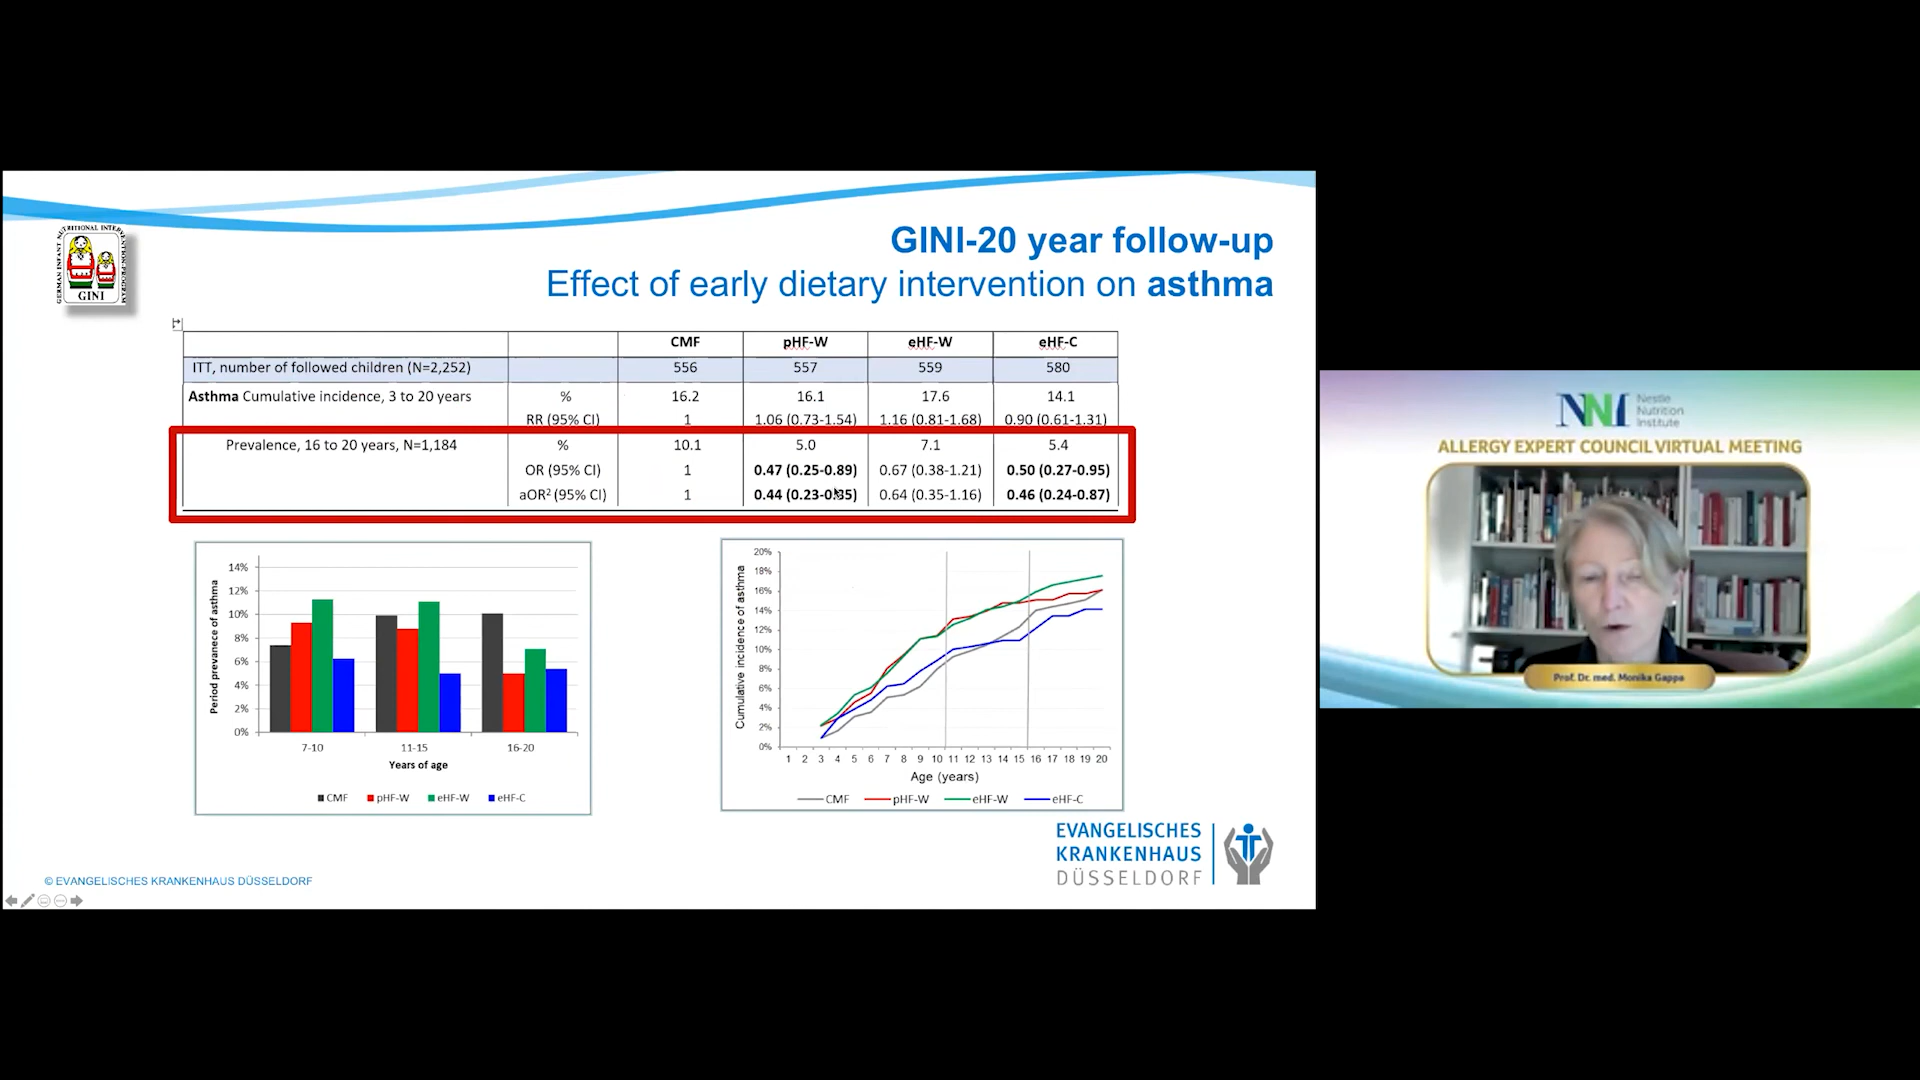 GERMAN INFANT NUTRITIONAL INTERVENTION-PROGRAM
GINI
GINI-20 year follow-up
Effect of early dietary intervention on asthma
CMF pHF-W eHF-W eHF-C
ITT, number of followed children (N=2,252) 556 557 559 580
Asthma Cumulative incidence, 3 to 20 years % 16.2 16.1 17.6 14.1
RR (95% CI) 1 1.06 (0.73-1.54) 1.16 (0.81-1.68) 0.90 (0.61-1.31)
Prevalence, 16 to 20 years, N=1,184 % 10.1 5.0 7.1 5.4
OR (95% CI) 1 0.47 (0.25-0.89) 0.67 (0.38-1.21) 0.50 (0.27-0.95)
aOR² (95% CI) 1 0.44 (0.23-0. 35) 0.64 (0.35-1.16) 0.46 (0.24-0.87)
Period prevanece of asthma
14%
12%
10%
8%
6%
4%
2%
0%
7-10 11-15 16-20
Years of age
CMF pHF-W eHF-W eHF-C
Cumulative incidence of asthma
20%
18%
16%
14%
12%
10%
8%
6%
4%
2%
0%
1 2 3 4 5 6 7 8 9 10 11 12 13 14 15 16 17 18 19 20
Age (years)
CMF pHF-W eHF-W eHF-C
EVANGELISCHES
KRANKENHAUS
DÜSSELDORF
© EVANGELISCHES KRANKENHAUS DÜSSELDORF
NNI
Nestlé
Nutrition
Institute
ALLERGY EXPERT COUNCIL VIRTUAL MEETING
Prof. Dr. med. Monika Gappa